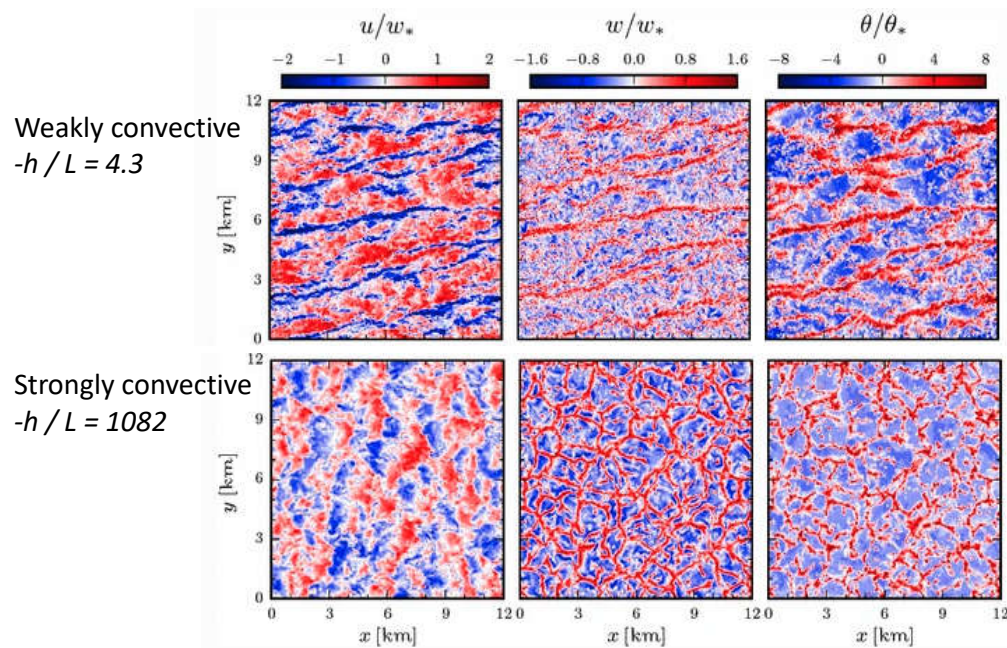 u/w* w/w* θ/θ*
−2 −1 0 1 2 −1.6 −0.8 0.0 0.8 1.6 −8 −4 0 4 8
Weakly convective
-h / L = 4.3
12
9
6
3
0
y [km]
Strongly convective
-h / L = 1082
12
9
6
3
0
y [km]
0 3 6 9 12 0 3 6 9 12 0 3 6 9 12
x [km] x [km] x [km]